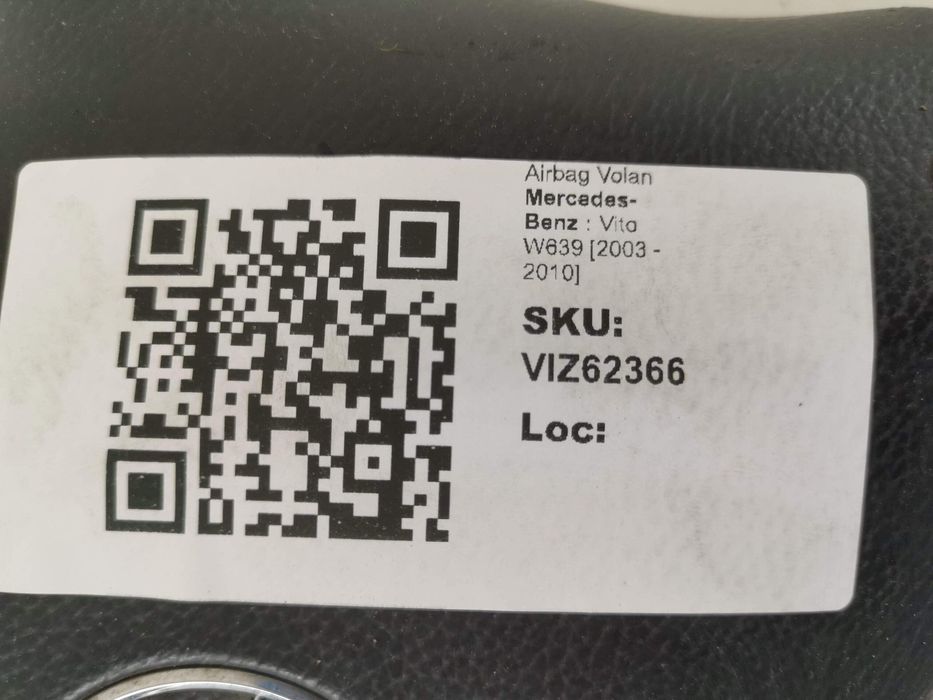 Airbag Volan
Mercedes-
Benz : Vito
W639 [2003 -
2010]
SKU:
VIZ62366
Loc: